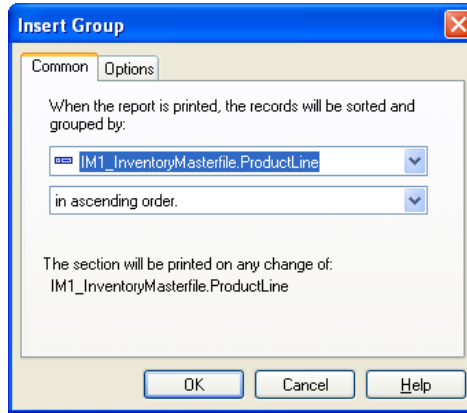 Insert Group
Common
Options
When the report is printed, the records will be sorted and
grouped by:
IM1_InventoryMasterfile.ProductLine
in ascending order.
The section will be printed on any change of:
IM1_InventoryMasterfile.ProductLine
OK
Cancel
Help